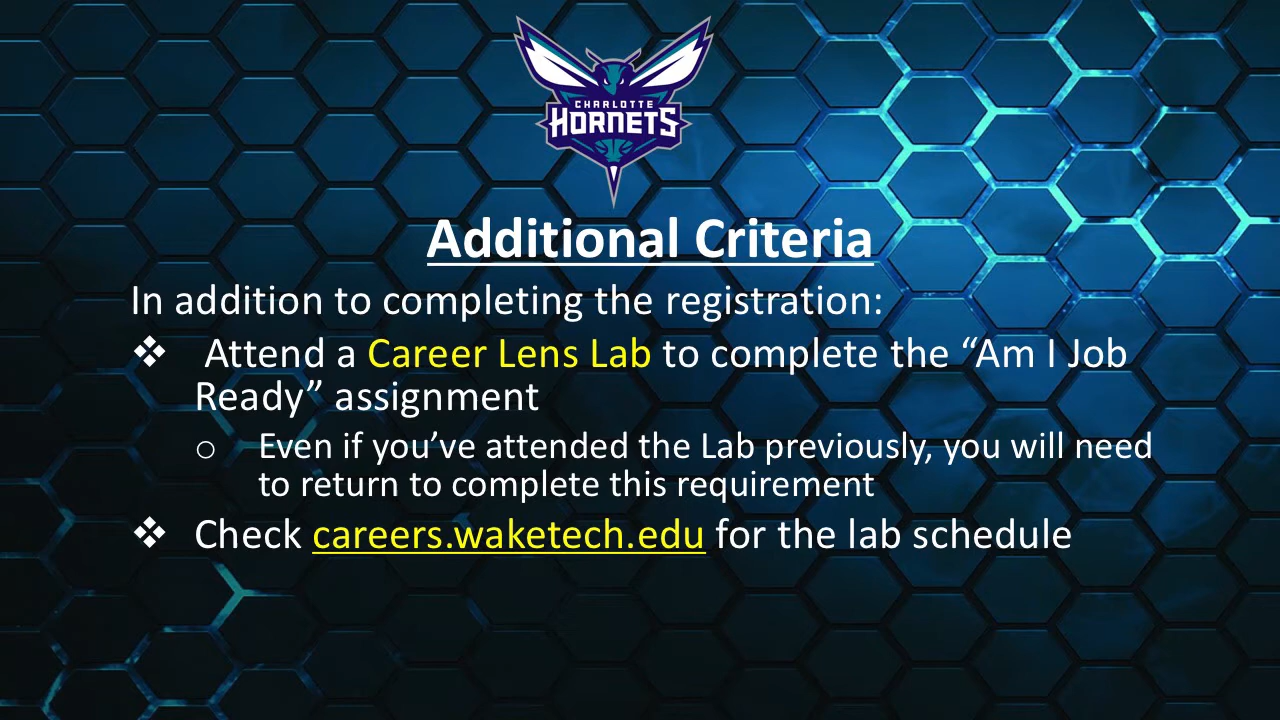 CHARLOTTE
HORNETS
Additional Criteria
In addition to completing the registration:
❖ Attend a Career Lens Lab to complete the “Am I Job
Ready” assignment
o Even if you’ve attended the Lab previously, you will need
to return to complete this requirement
❖ Check careers.waketech.edu for the lab schedule